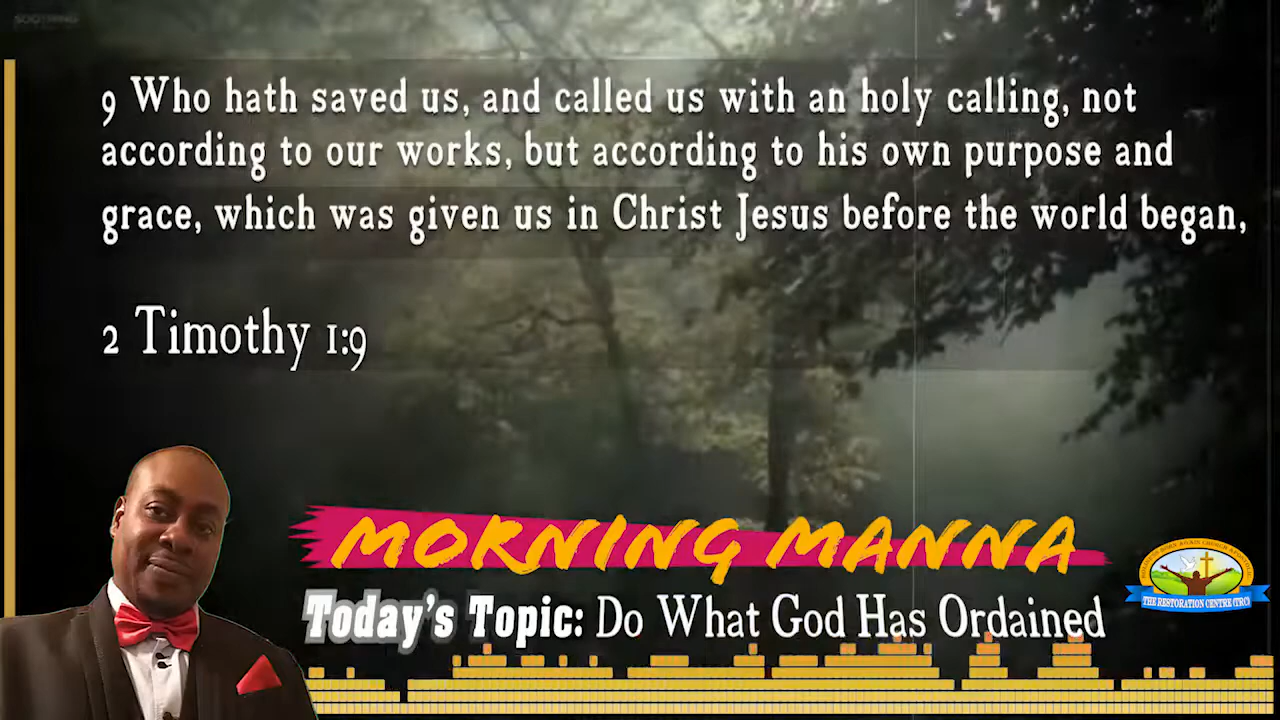 SOOTHING
9 Who hath saved us, and called us with an holy calling, not
according to our works, but according to his own purpose and
grace, which was given us in Christ Jesus before the world began,
2 Timothy 1:9
MORNING MANNA
Today's Topic: Do What God Has Ordained
THE RESTORATION CENTRE (TRC)